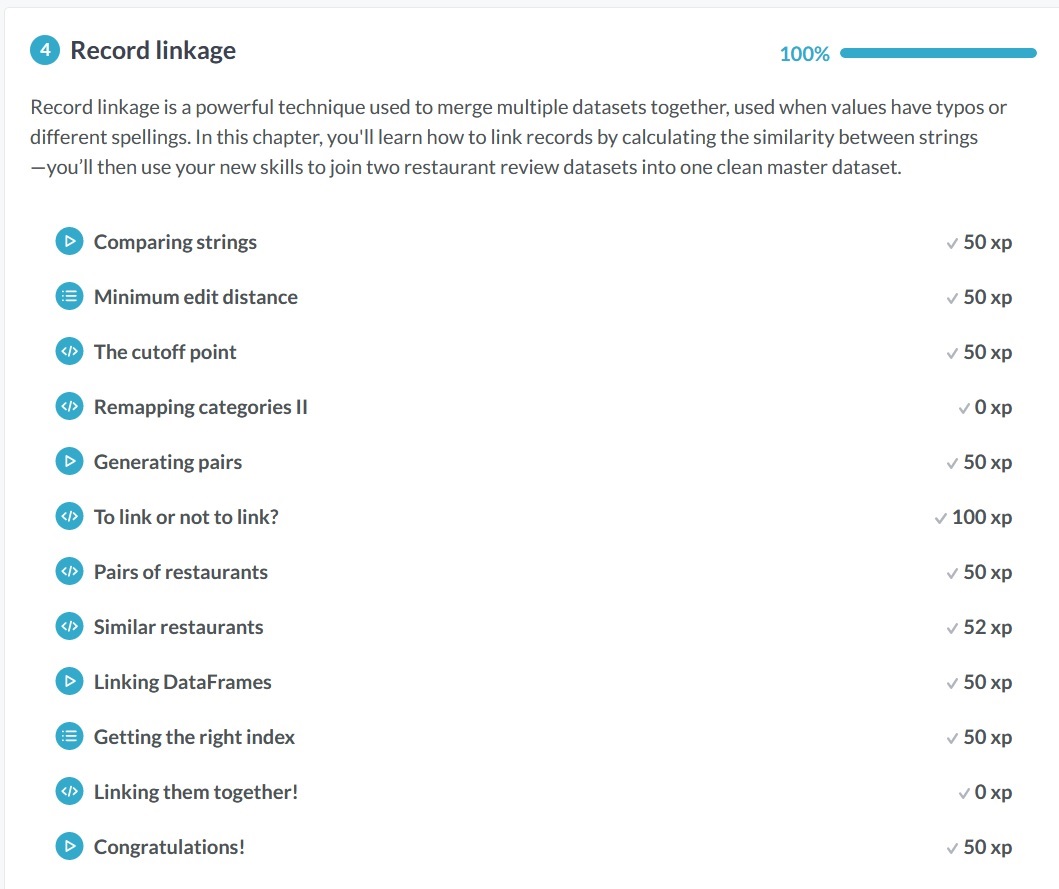 4 Record linkage 100%
Record linkage is a powerful technique used to merge multiple datasets together, used when values have typos or
different spellings. In this chapter, you'll learn how to link records by calculating the similarity between strings
—you’ll then use your new skills to join two restaurant review datasets into one clean master dataset.
Comparing strings 50 xp
Minimum edit distance 50 xp
The cutoff point 50 xp
Remapping categories II 0 xp
Generating pairs 50 xp
To link or not to link? 100 xp
Pairs of restaurants 50 xp
Similar restaurants 52 xp
Linking DataFrames 50 xp
Getting the right index 50 xp
Linking them together! 0 xp
Congratulations! 50 xp